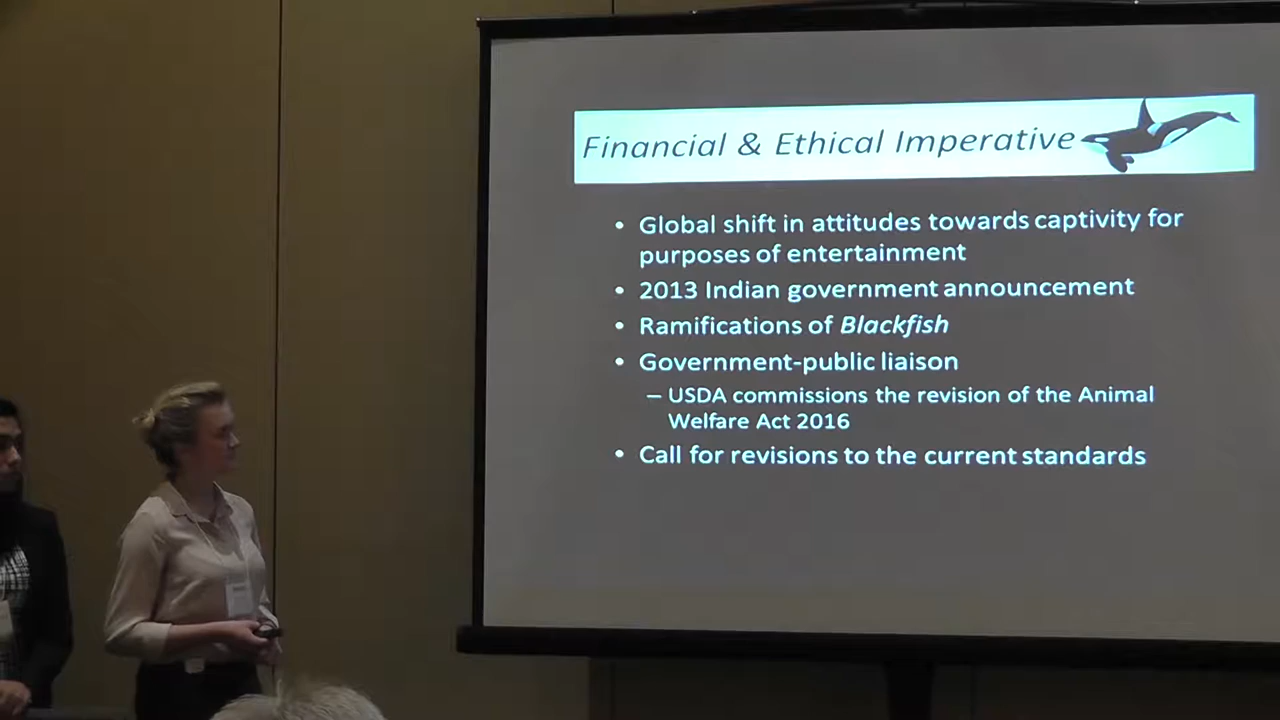 Financial & Ethical Imperative
• Global shift in attitudes towards captivity for
purposes of entertainment
• 2013 Indian government announcement
• Ramifications of Blackfish
• Government-public liaison
– USDA commissions the revision of the Animal
Welfare Act 2016
• Call for revisions to the current standards